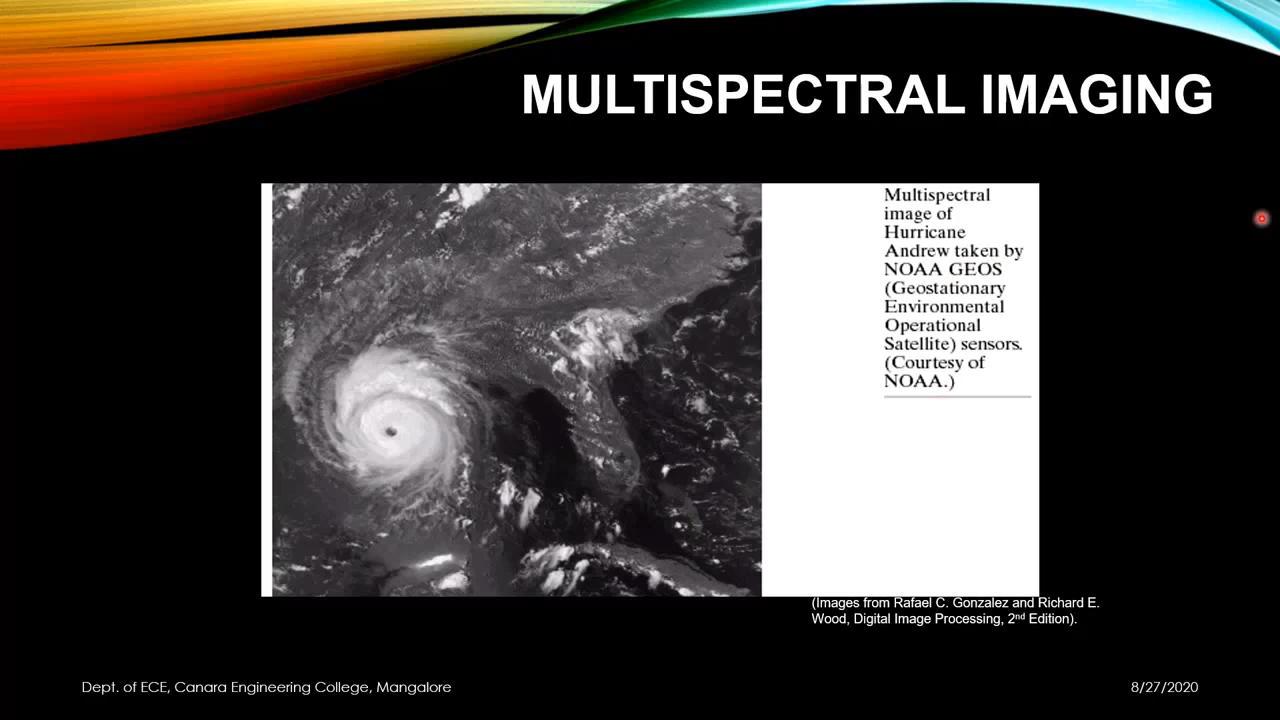 MULTISPECTRAL IMAGING
Multispectral
image of
Hurricane
Andrew taken by
NOAA GEOS
(Geostationary
Environmental
Operational
Satellite) sensors.
(Courtesy of
NOAA.)
(Images from Rafael C. Gonzalez and Richard E.
Wood, Digital Image Processing, 2nd Edition).
Dept. of ECE, Canara Engineering College, Mangalore
8/27/2020